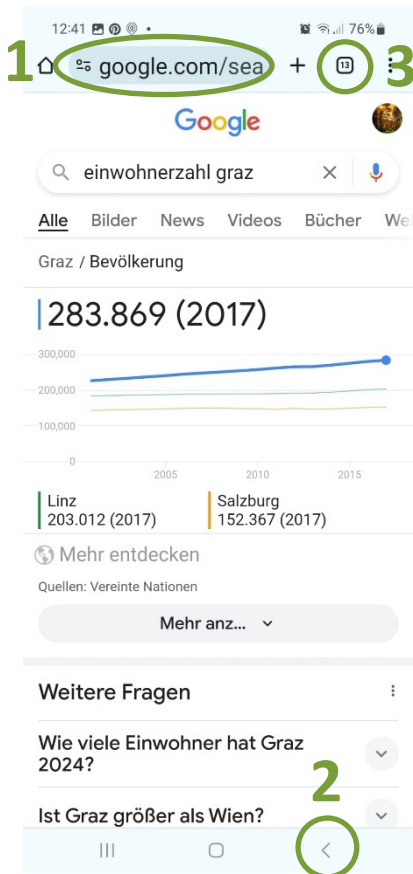 12:41
76%
1
google.com/sea
13
3
Google
einwohnerzahl graz
Alle Bilder News Videos Bücher We
Graz / Bevölkerung
283.869 (2017)
300,000
200,000
100,000
0
2005 2010 2015
Linz
203.012 (2017)
Salzburg
152.367 (2017)
Mehr entdecken
Quellen: Vereinte Nationen
Mehr anz...
Weitere Fragen
Wie viele Einwohner hat Graz
2024?
2
Ist Graz größer als Wien?